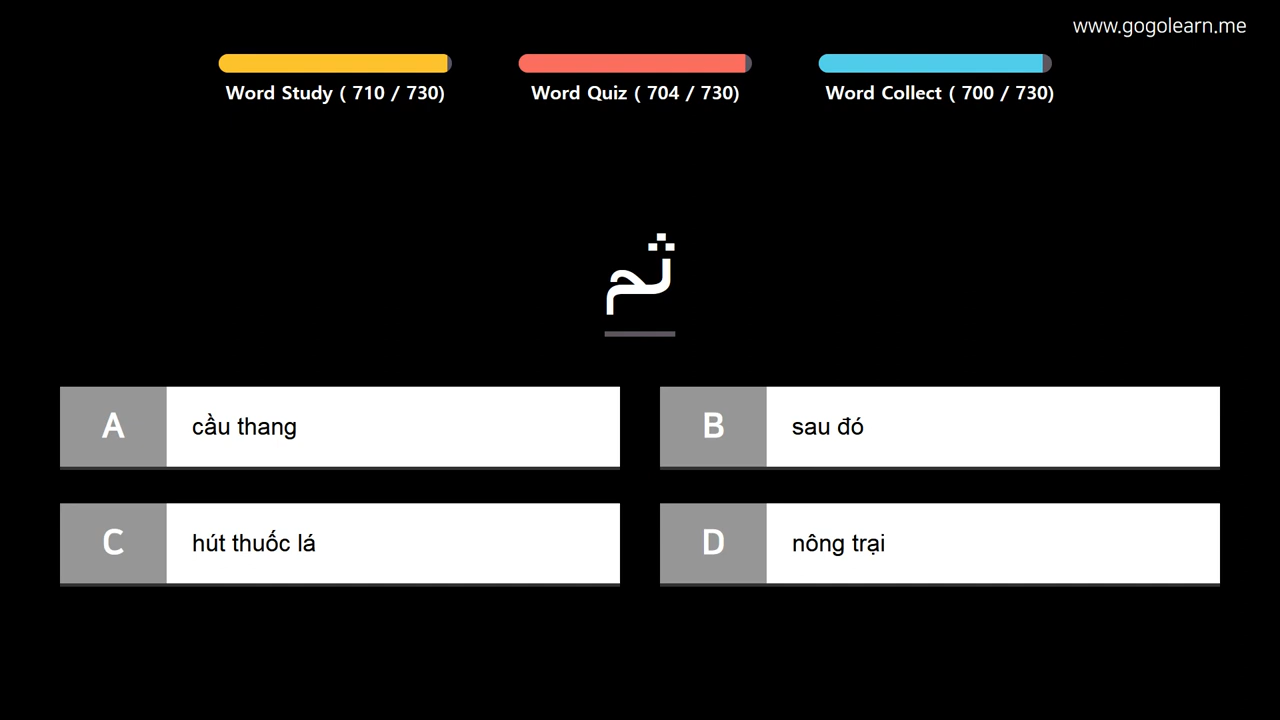 www.gogolearn.me
Word Study ( 710 / 730)
Word Quiz ( 704 / 730)
Word Collect ( 700 / 730)
ثم
A cầu thang
B sau đó
C hút thuốc lá
D nông trại